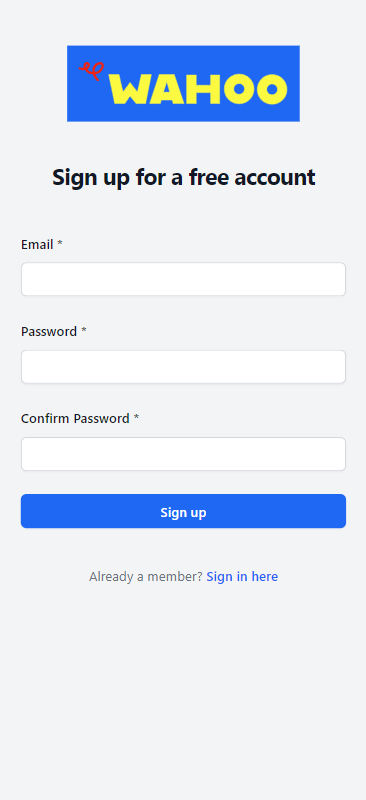 WAHOO
Sign up for a free account
Email *
Password *
Confirm Password *
Sign up
Already a member? Sign in here